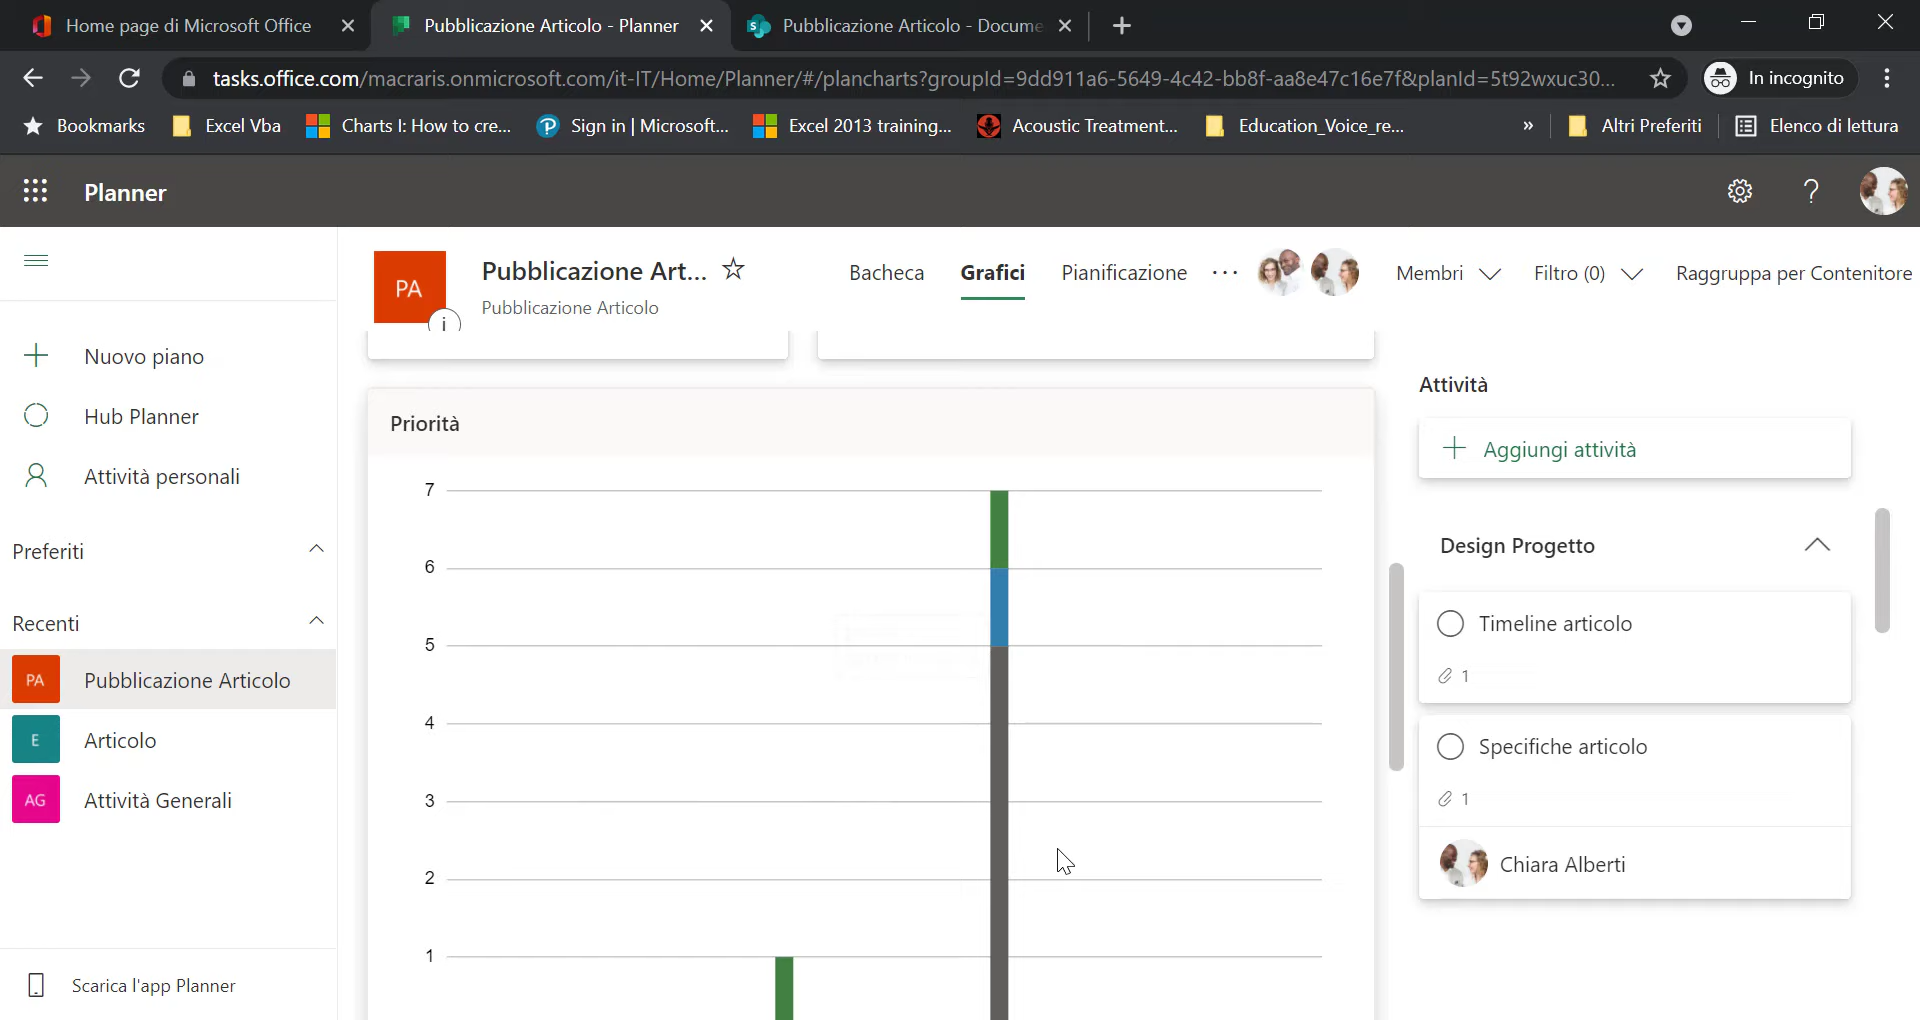 Home page di Microsoft Office
Pubblicazione Articolo - Planner
Pubblicazione Articolo - Docume
tasks.office.com/macraris.onmicrosoft.com/it-IT/Home/Planner/#/plancharts?groupId=9dd911a6-5649-4c42-bb8f-aa8e47c16e7f&planId=5t92wxuc30...
In incognito
Bookmarks
Excel Vba
Charts I: How to cre...
Sign in | Microsoft...
Excel 2013 training...
Acoustic Treatment...
Education_Voice_re...
»
Altri Preferiti
Elenco di lettura
Planner
?
Nuovo piano
Hub Planner
Attività personali
Preferiti
Recenti
PA
Pubblicazione Articolo
E
Articolo
AG
Attività Generali
Scarica l'app Planner
PA
i
Pubblicazione Art...
Pubblicazione Articolo
Bacheca
Grafici
Pianificazione
...
Membri
Filtro (0)
Raggruppa per Contenitore
Priorità
7
6
5
4
3
2
1
Attività
Aggiungi attività
Design Progetto
Timeline articolo
1
Specifiche articolo
1
Chiara Alberti